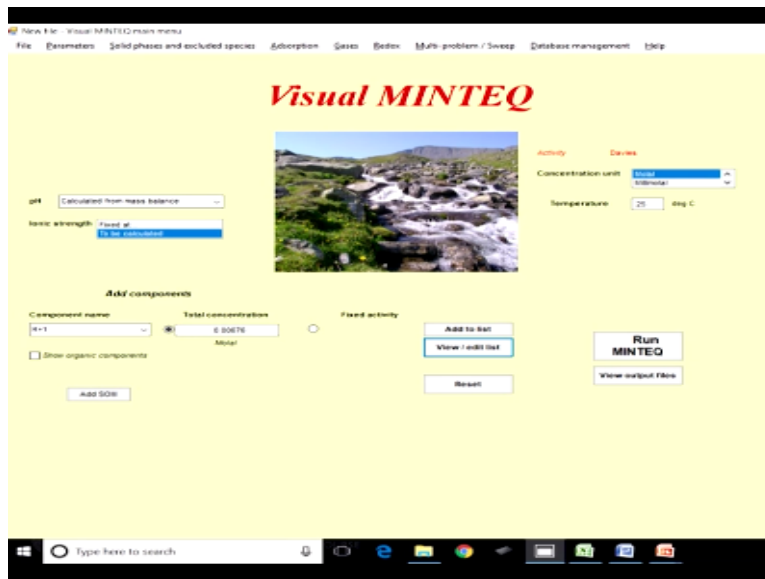 New file - Visual MINTEQ main menu
File Parameters Solid phases and excluded species Adsorption Gases Redox Multi-problem / Sweep Database management Help
Visual MINTEQ
Activity Davies
Concentration unit Molal
Millimolal
pH Calculated from mass balance
Temperature 25 deg C
Ionic strength Fixed at
To be calculated
Add components
Component name Total concentration Fixed activity
K+1 0.00076
Molal
Add to list
View / edit list
Run MINTEQ
Show organic components
Reset
View output files
Add SOM
Type here to search